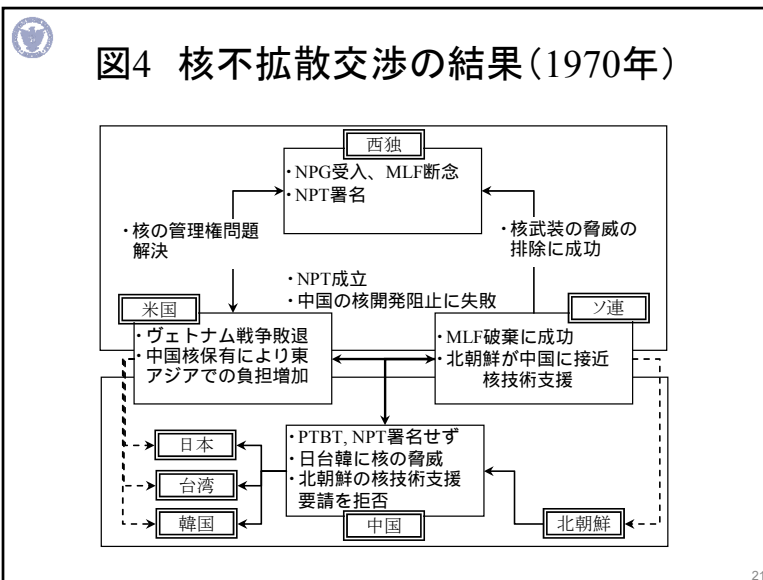 図4 核不拡散交渉の結果(1970年)
西独
・NPG受入、MLF断念
・NPT署名
・核の管理権問題
解決
・核武装の脅威の
排除に成功
・NPT成立
・中国の核開発阻止に失敗
米国
・ヴェトナム戦争敗退
・中国核保有により東
アジアでの負担増加
ソ連
・MLF破棄に成功
・北朝鮮が中国に接近
核技術支援
日本
台湾
韓国
・PTBT, NPT署名せず
・日台韓に核の脅威
・北朝鮮の核技術支援
要請を拒否
中国
北朝鮮
21